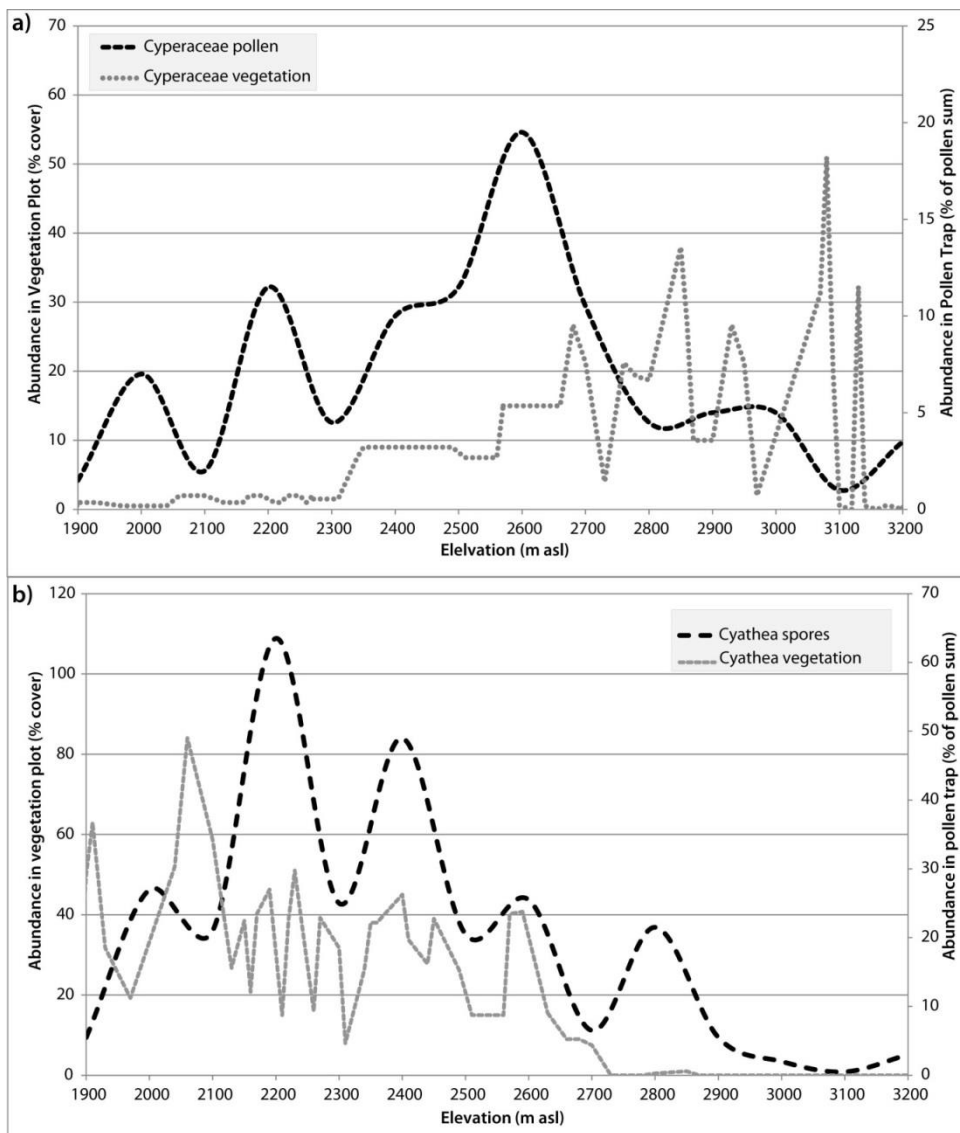 a)
70
60
50
40
30
20
10
0
Abundance in Vegetation Plot (% cover)
Cyperaceae pollen
Cyperaceae vegetation
25
20
15
10
5
0
Abundance in Pollen Trap (% of pollen sum)
1900 2000 2100 2200 2300 2400 2500 2600 2700 2800 2900 3000 3100 3200
Elelvation (m asl)
b)
120
100
80
60
40
20
0
Abundance in vegetation plot (% cover)
Cyathea spores
Cyathea vegetation
70
60
50
40
30
20
10
0
Abundance in pollen trap (% of pollen sum)
1900 2000 2100 2200 2300 2400 2500 2600 2700 2800 2900 3000 3100 3200
Elevation (m asl)